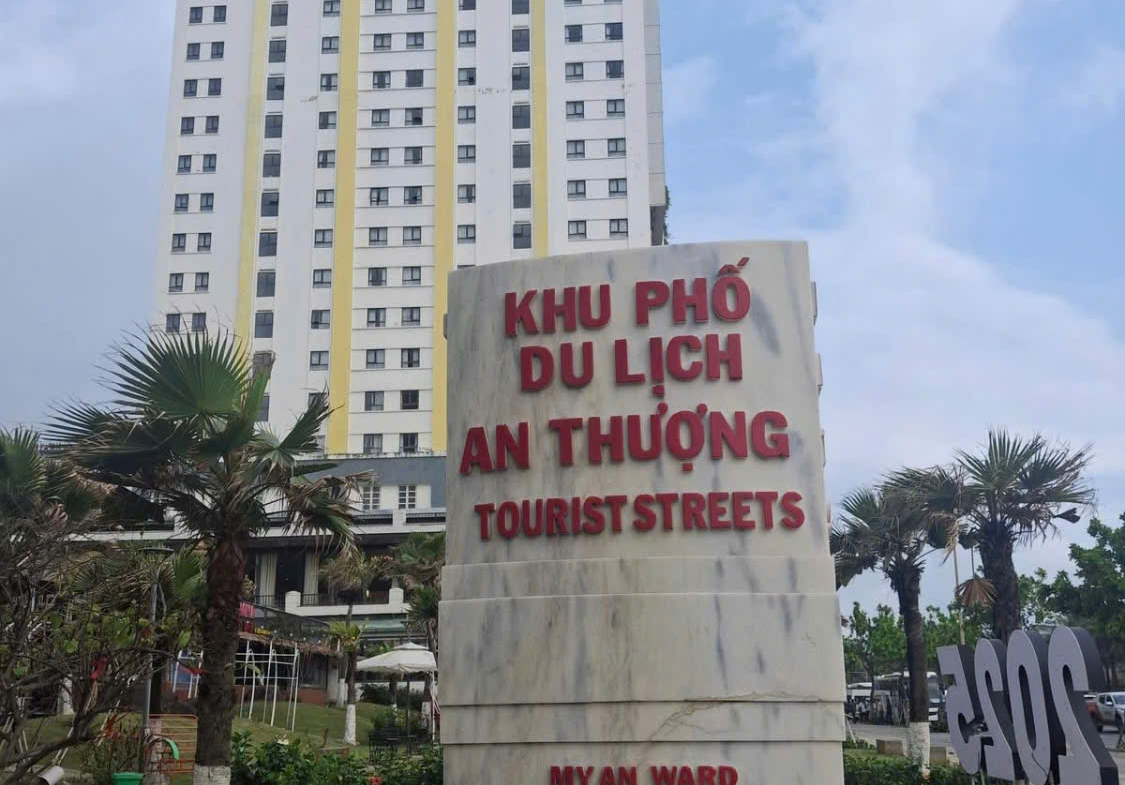 KHU PHỐ
DU LỊCH
AN THƯỢNG
TOURIST STREETS
MY AN WARD
2025